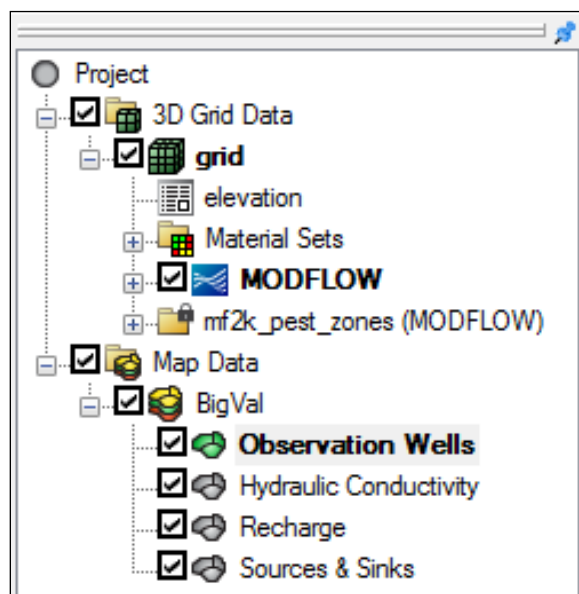 Project
3D Grid Data
grid
elevation
Material Sets
MODFLOW
mf2k_pest_zones (MODFLOW)
Map Data
BigVal
Observation Wells
Hydraulic Conductivity
Recharge
Sources & Sinks